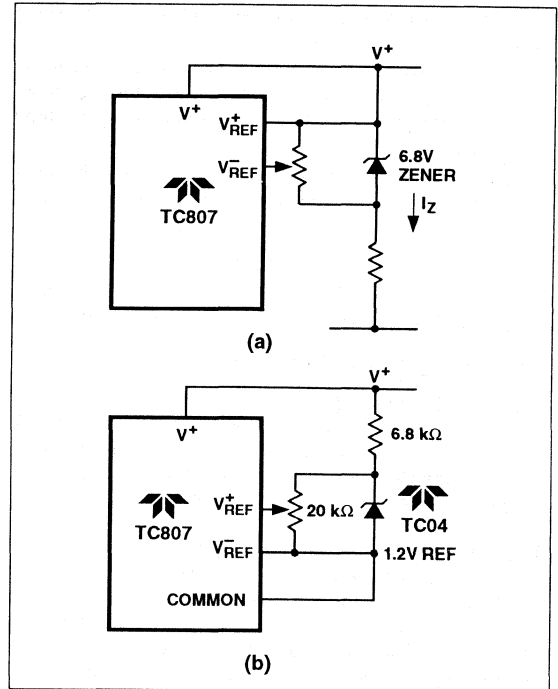 V+
V+
V+REF
V−REF
6.8V
ZENER
TC807
IZ
(a)
V+
V+
6.8 kΩ
TC807
V+REF
20 kΩ
TC04
V−REF
1.2V REF
COMMON
(b)